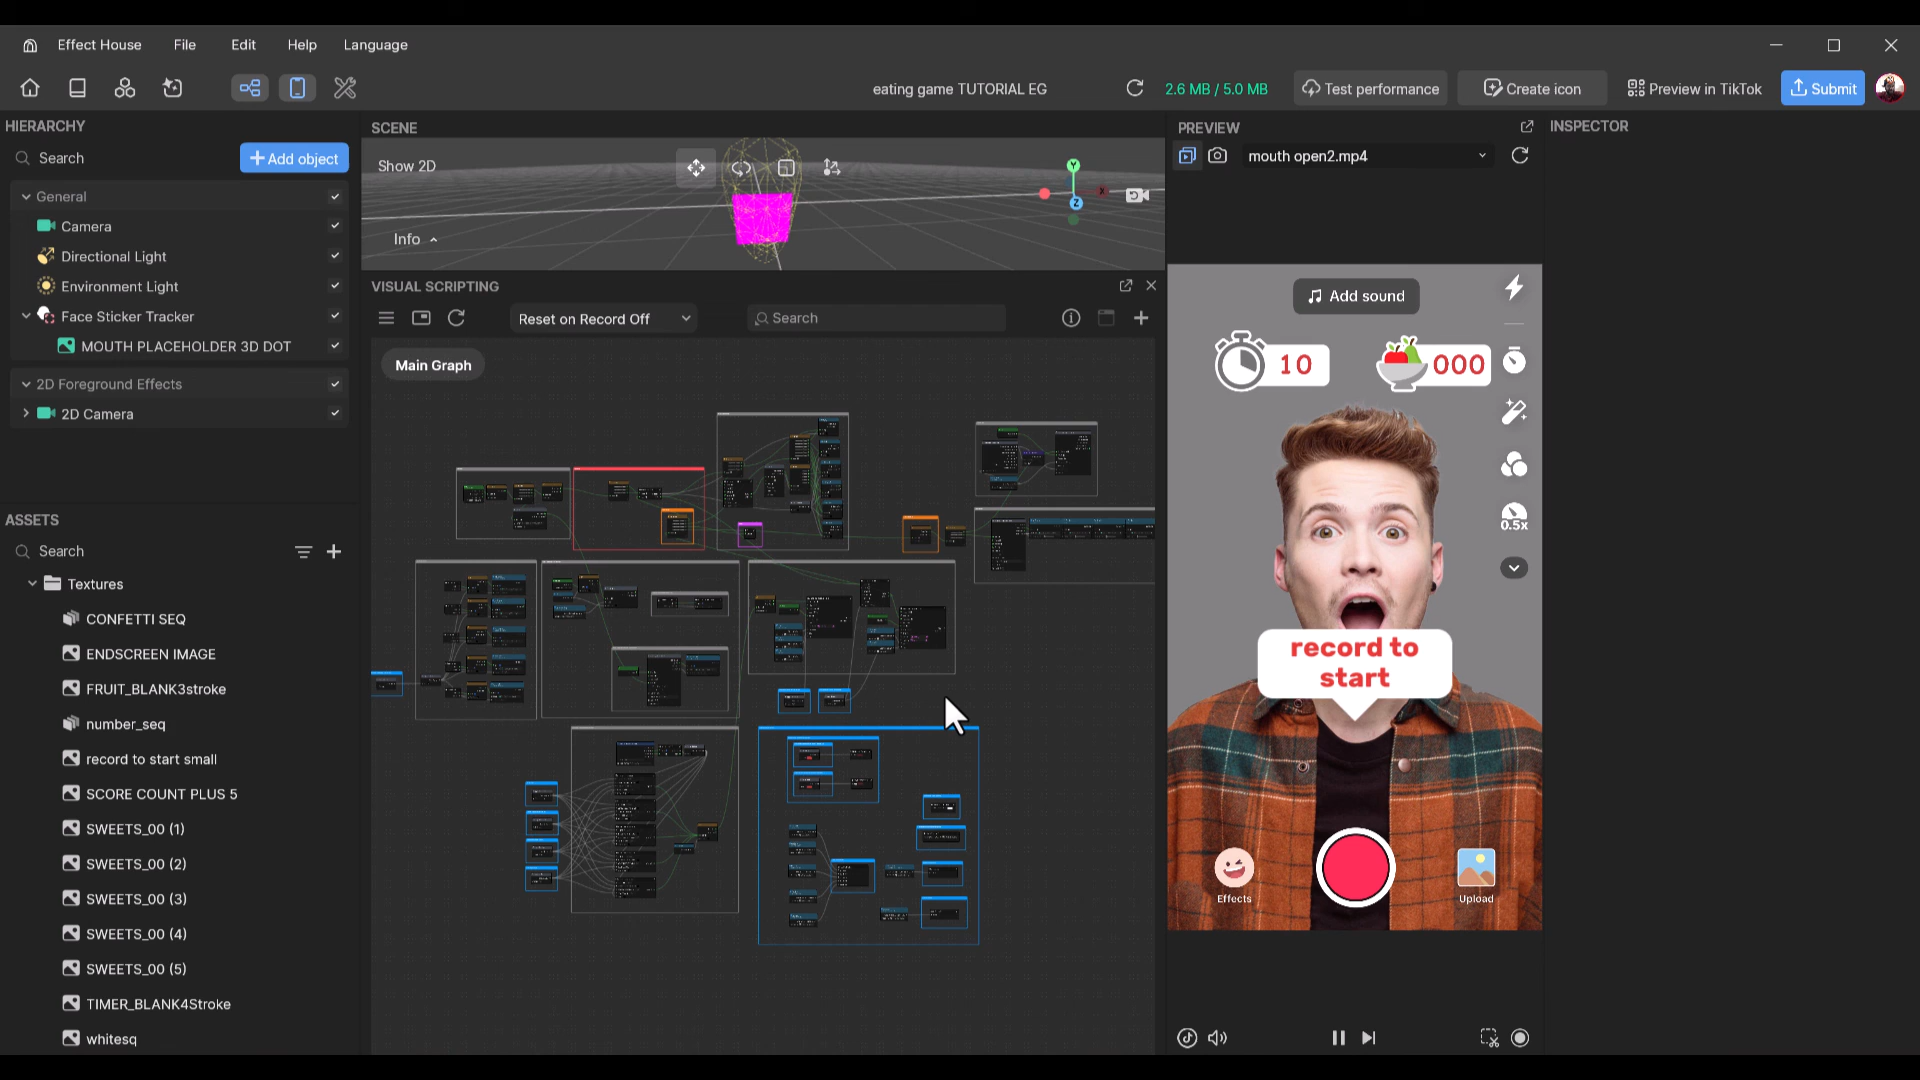 Effect House File Edit Help Language
eating game TUTORIAL EG 2.6 MB / 5.0 MB Test performance Create icon Preview in TikTok Submit
HIERARCHY
Search Add object
General
Camera
Directional Light
Environment Light
Face Sticker Tracker
MOUTH PLACEHOLDER 3D DOT
2D Foreground Effects
2D Camera
ASSETS
Search
Textures
CONFETTI SEQ
ENDSCREEN IMAGE
FRUIT_BLANK3stroke
number_seq
record to start small
SCORE COUNT PLUS 5
SWEETS_00 (1)
SWEETS_00 (2)
SWEETS_00 (3)
SWEETS_00 (4)
SWEETS_00 (5)
TIMER_BLANK4Stroke
whitesq
SCENE
Show 2D
Y
X
Z
Info
VISUAL SCRIPTING
Reset on Record Off Search
Main Graph
PREVIEW
mouth open2.mp4
Add sound
10 000
0.5x
record to
start
Effects Upload
INSPECTOR